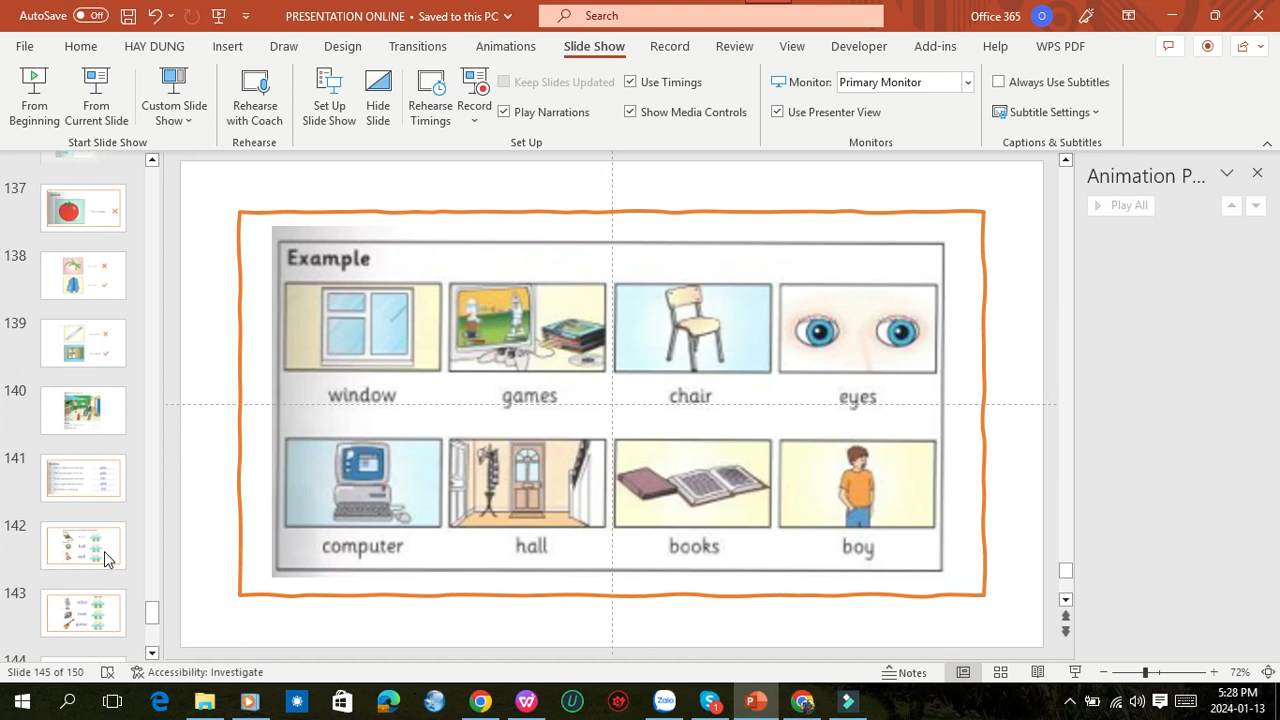 AutoSave Off
PRESENTATION ONLINE • Saved to this PC
Search
Office 365
O
File Home HAY DUNG Insert Draw Design Transitions Animations Slide Show Record Review View Developer Add-ins Help WPS PDF
From Beginning
From Current Slide
Custom Slide Show
Start Slide Show
Rehearse with Coach
Rehearse
Set Up Slide Show
Hide Slide
Rehearse Timings
Record
Keep Slides Updated
Play Narrations
Use Timings
Show Media Controls
Set Up
Monitor: Primary Monitor
Use Presenter View
Monitors
Always Use Subtitles
Subtitle Settings
Captions & Subtitles
137
138
139
140
141
142
143
144
Example
window games chair eyes
computer hall books boy
Animation P...
Play All
Slide 145 of 150
Accessibility: Investigate
Notes
72%
Zalo
1
5:28 PM
2024-01-13